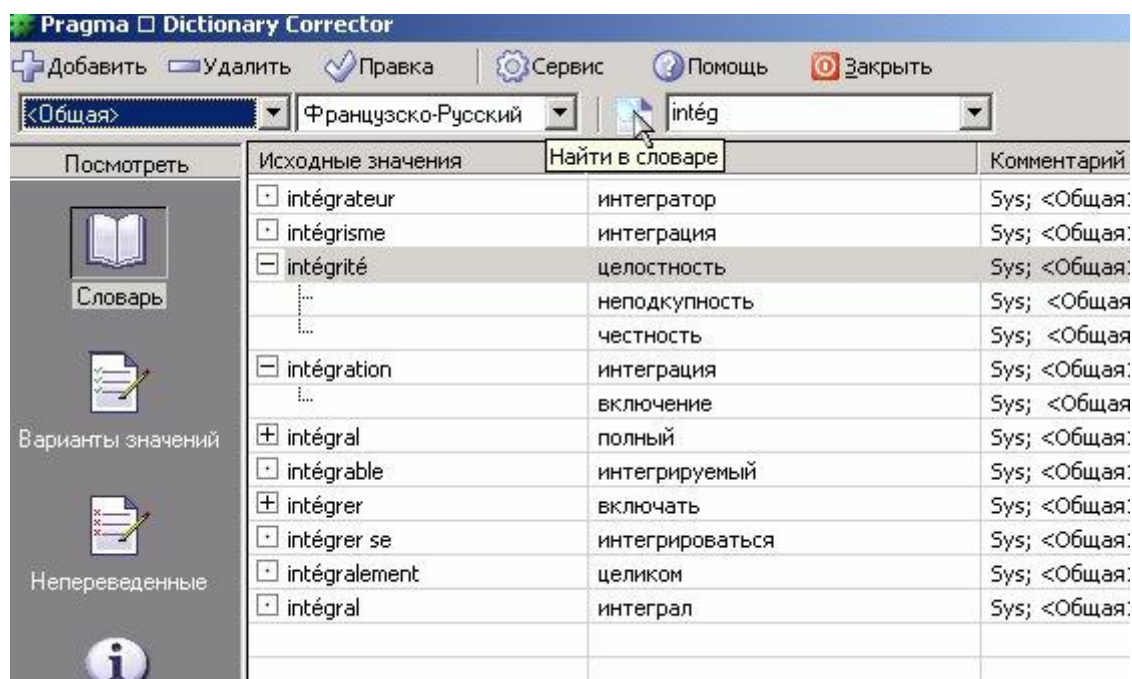 Pragma □ Dictionary Corrector
Добавить Удалить Правка Сервис Помощь Закрыть
<Общая> Французско-Русский intég
Найти в словаре
Посмотреть Исходные значения Комментарий
intégrateur интегратор Sys; <Общая
intégrisme интеграция Sys; <Общая
intégrité целостность Sys; <Общая
Словарь неподкупность Sys; <Общая
честность Sys; <Общая
intégration интеграция Sys; <Общая
включение Sys; <Общая
Варианты значений intégral полный Sys; <Общая
intégrable интегрируемый Sys; <Общая
intégrer включать Sys; <Общая
intégrer se интегрироваться Sys; <Общая
Непереведенные intégralement целиком Sys; <Общая
intégral интеграл Sys; <Общая